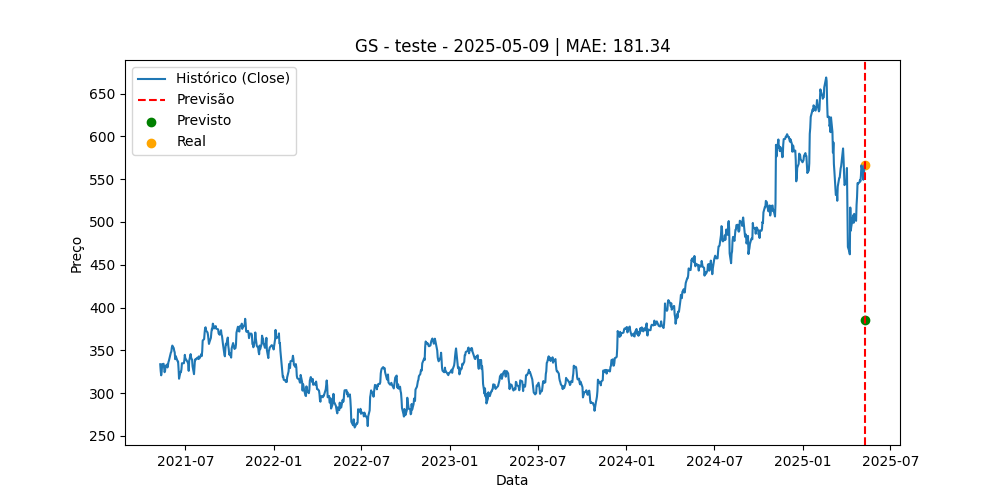 GS - teste - 2025-05-09 | MAE: 181.34
Histórico (Close)
Previsão
Previsto
Real
Preço
650
600
550
500
450
400
350
300
250
2021-07
2022-01
2022-07
2023-01
2023-07
2024-01
2024-07
2025-01
2025-07
Data